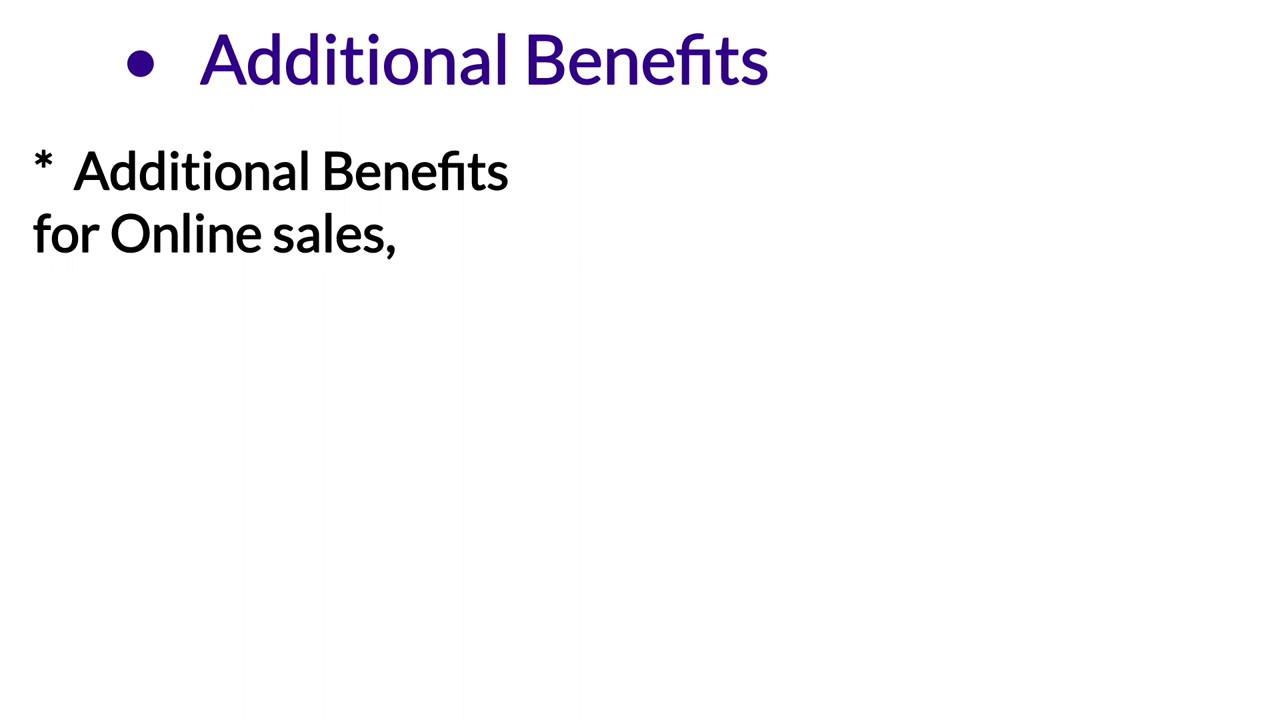 • Additional Benefits
* Additional Benefits
for Online sales,